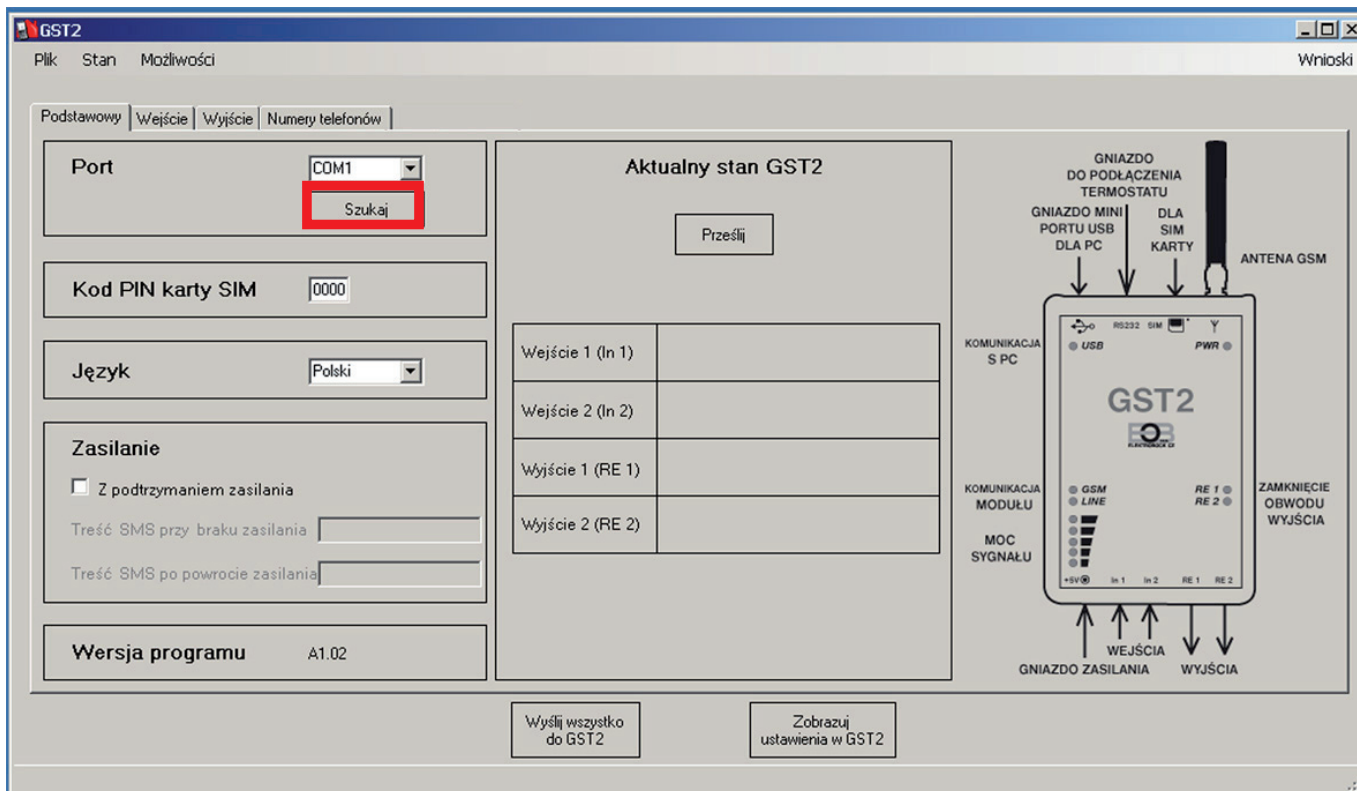 GST2
Plik Stan Możliwości Wnioski
Podstawowy Wejście Wyjście Numery telefonów
Port COM1
Szukaj
Kod PIN karty SIM 0000
Język Polski
Zasilanie
Z podtrzymaniem zasilania
Treść SMS przy braku zasilania
Treść SMS po powrocie zasilania
Wersja programu A1.02
Aktualny stan GST2
Prześlij
Wejście 1 (In 1)
Wejście 2 (In 2)
Wyjście 1 (RE 1)
Wyjście 2 (RE 2)
GNIAZDO
DO PODŁĄCZENIA
TERMOSTATU
GNIAZDO MINI
PORTU USB
DLA PC
DLA
SIM
KARTY
ANTENA GSM
RS232 SIM
KOMUNIKACJA
S PC
USB PWR
GST2
EOB
ELECTRONICS
KOMUNIKACJA
MODUŁU
GSM RE 1
LINE RE 2
ZAMKNIĘCIE
OBWODU
WYJŚCIA
MOC
SYGNAŁU
+5V In 1 In 2 RE 1 RE 2
WEJŚCIA
GNIAZDO ZASILANIA WYJŚCIA
Wyślij wszystko
do GST2
Zobrazuj
ustawienia w GST2